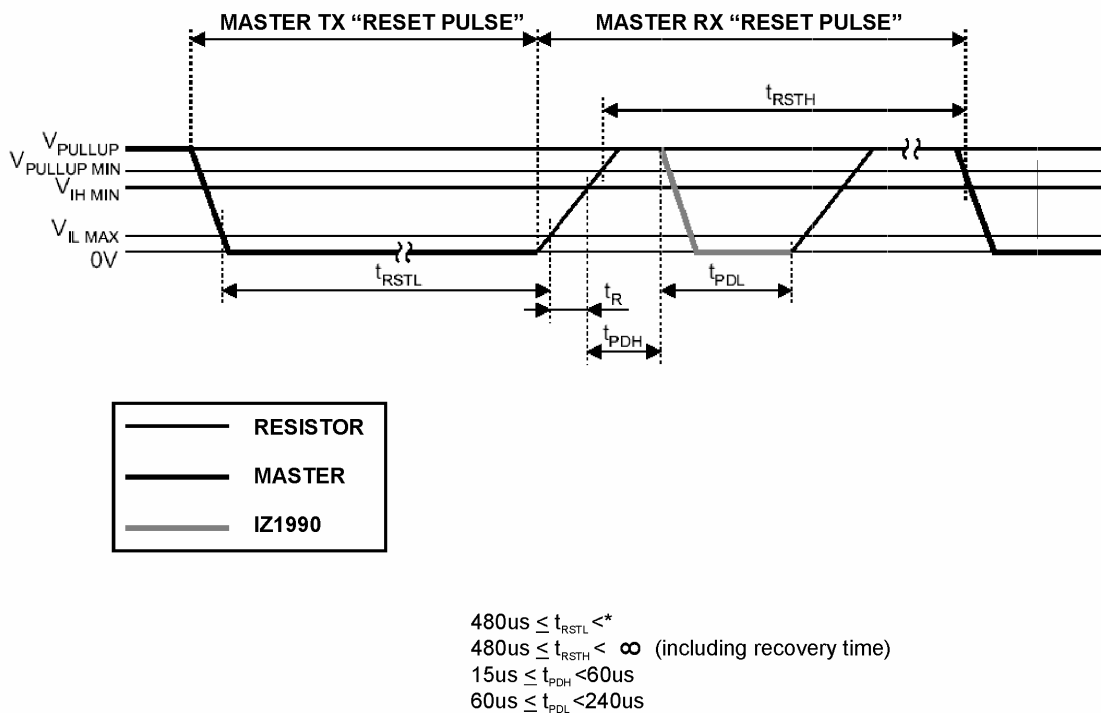 MASTER TX “RESET PULSE” MASTER RX “RESET PULSE”
tRSTH
VPULLUP
VPULLUP MIN
VIH MIN
VIL MAX
0V
tRSTL
tPDL
tR
tPDH
RESISTOR
MASTER
IZ1990
480us ≤ tRSTL <*
480us ≤ tRSTH < ∞ (including recovery time)
15us ≤ tPDH <60us
60us ≤ tPDL <240us